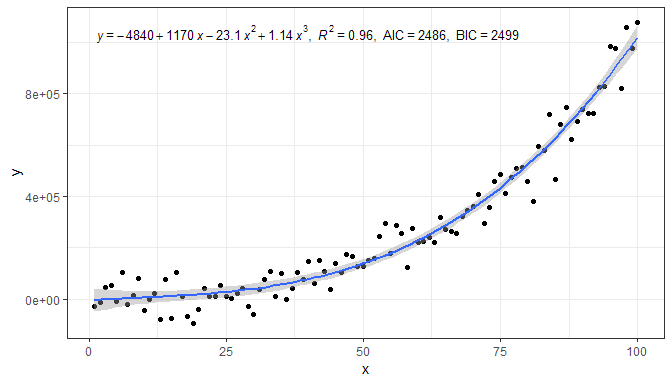 y = −4840 + 1170 x − 23.1 x² + 1.14 x³, R² = 0.96, AIC = 2486, BIC = 2499
8e+05
4e+05
0e+00
y
0 25 50 75 100
x